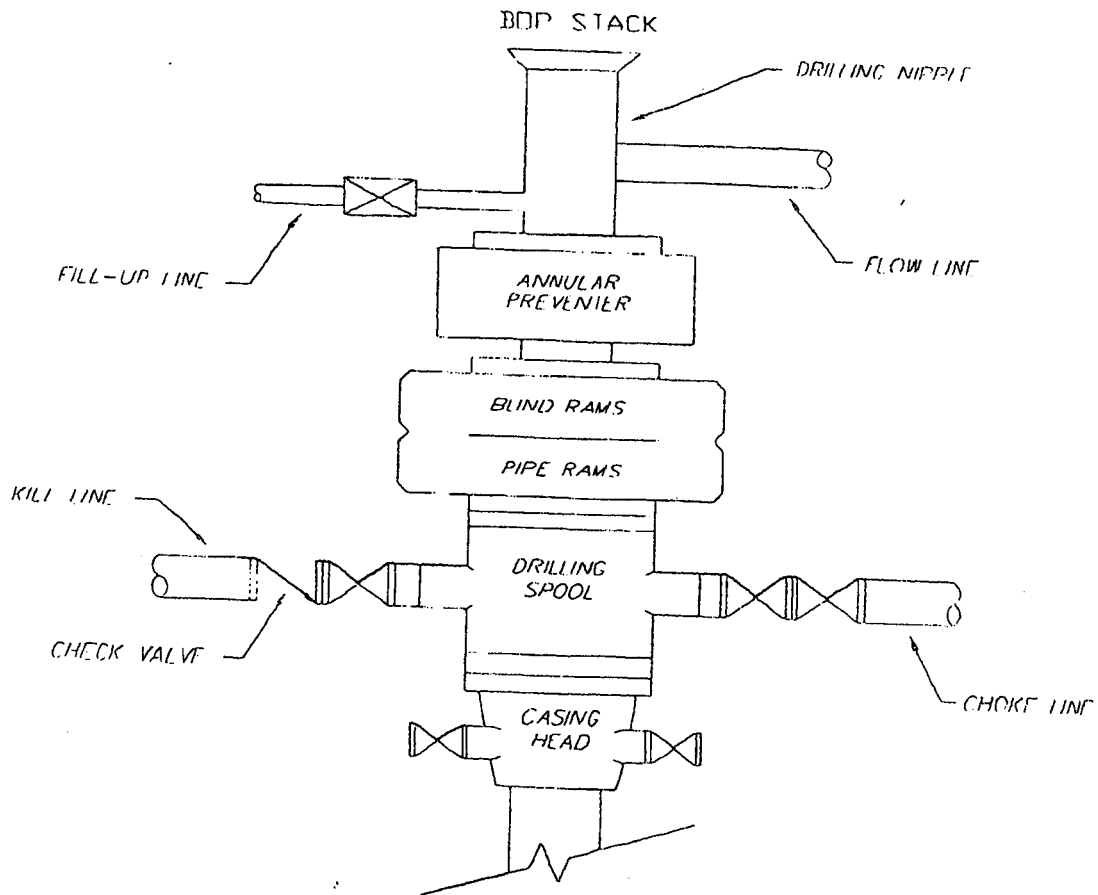 BOP STACK
DRILLING NIPPLE
FILL-UP LINE
FLOW LINE
ANNULAR
PREVENTER
BLIND RAMS
PIPE RAMS
KILL LINE
DRILLING
SPOOL
CHECK VALVE
CHOKE LINE
CASING
HEAD